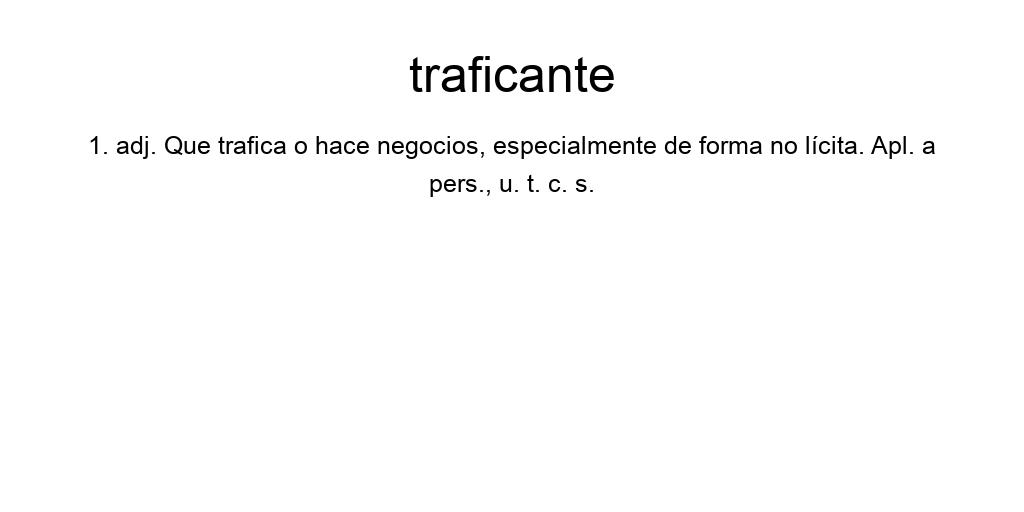 traficante
1. adj. Que trafica o hace negocios, especialmente de forma no lícita. Apl. a
pers., u. t. c. s.